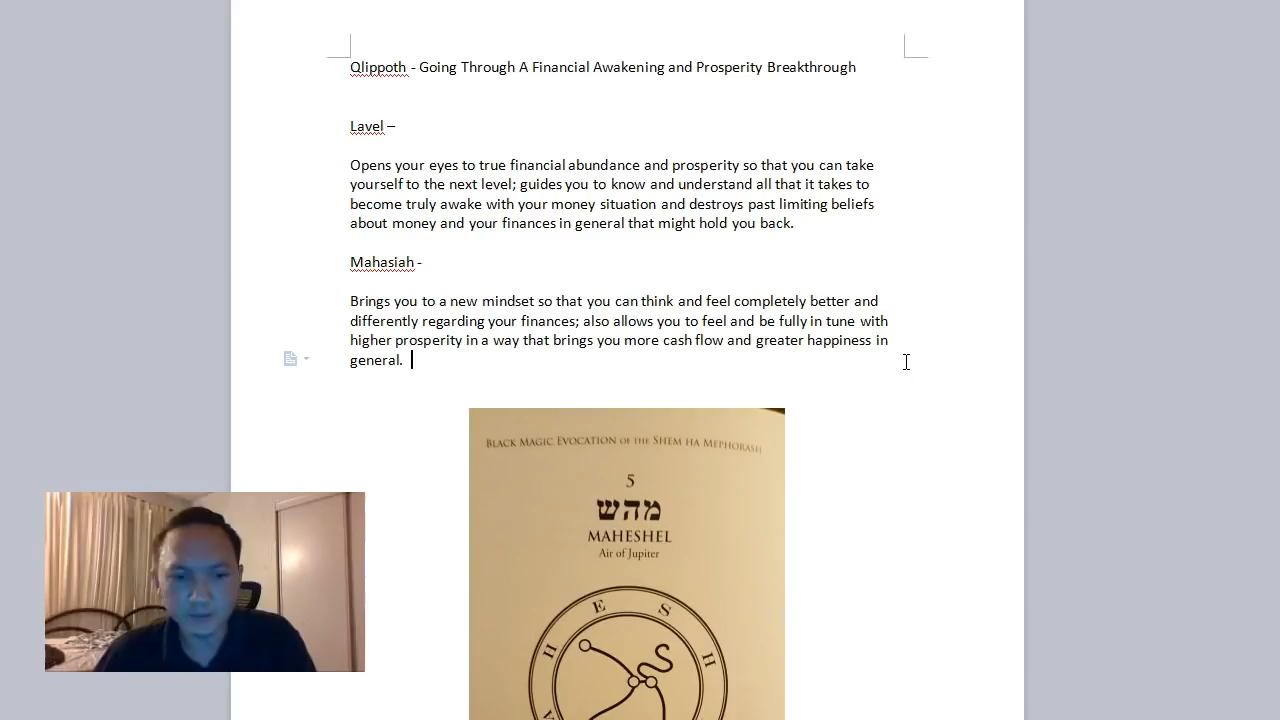 Qlippoth - Going Through A Financial Awakening and Prosperity Breakthrough
Lavel –
Opens your eyes to true financial abundance and prosperity so that you can take
yourself to the next level; guides you to know and understand all that it takes to
become truly awake with your money situation and destroys past limiting beliefs
about money and your finances in general that might hold you back.
Mahasiah -
Brings you to a new mindset so that you can think and feel completely better and
differently regarding your finances; also allows you to feel and be fully in tune with
higher prosperity in a way that brings you more cash flow and greater happiness in
general.
BLACK MAGIC EVOCATION OF THE SHEM HA MEPHORASH
5
מהש
MAHESHEL
Air of Jupiter
H E S H